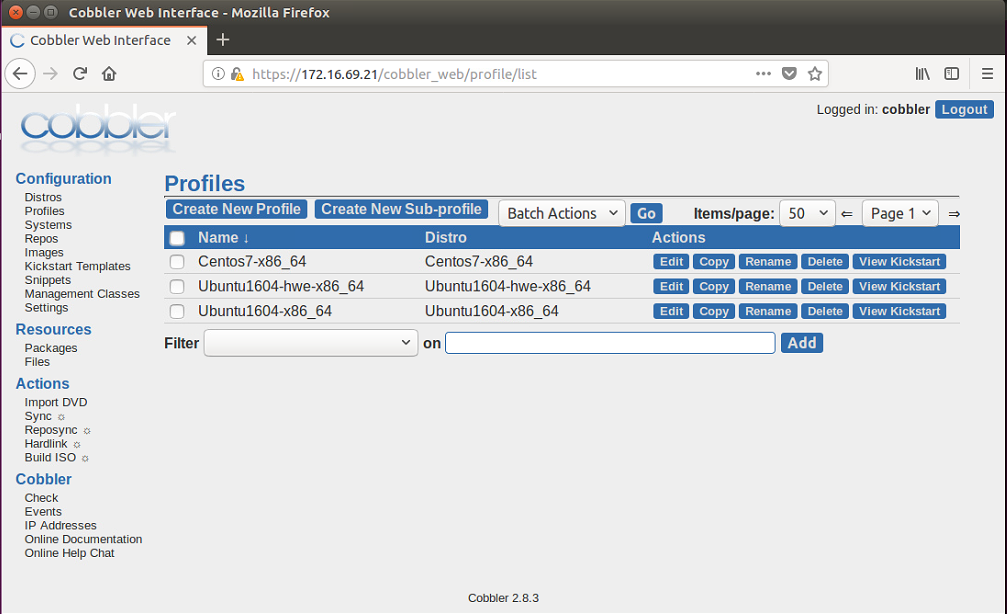 Cobbler Web Interface - Mozilla Firefox
Cobbler Web Interface
https://172.16.69.21/cobbler_web/profile/list
cobbler
Logged in: cobbler Logout
Configuration
Distros
Profiles
Systems
Repos
Images
Kickstart Templates
Snippets
Management Classes
Settings
Resources
Packages
Files
Actions
Import DVD
Sync ☼
Reposync ☼
Hardlink ☼
Build ISO ☼
Cobbler
Check
Events
IP Addresses
Online Documentation
Online Help Chat
Profiles
Create New Profile Create New Sub-profile Batch Actions Go Items/page: 50 ⇐ Page 1 ⇒
Name ↓ Distro Actions
Centos7-x86_64 Centos7-x86_64 Edit Copy Rename Delete View Kickstart
Ubuntu1604-hwe-x86_64 Ubuntu1604-hwe-x86_64 Edit Copy Rename Delete View Kickstart
Ubuntu1604-x86_64 Ubuntu1604-x86_64 Edit Copy Rename Delete View Kickstart
Filter on Add
Cobbler 2.8.3